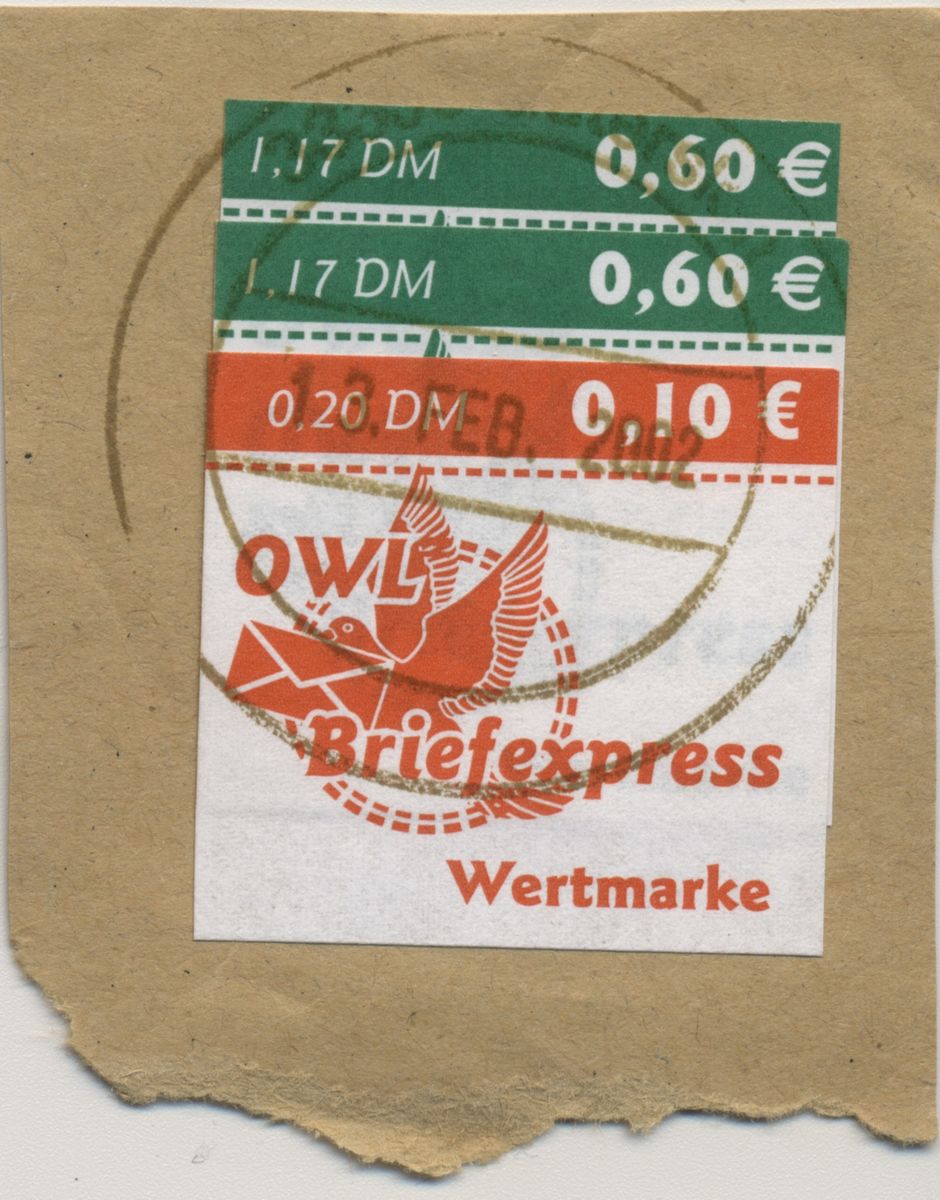 1,17 DM 0,60 €
1,17 DM 0,60 €
0,20 DM 0,10 €
13. FEB. 2002
OWL
Briefexpress
Wertmarke